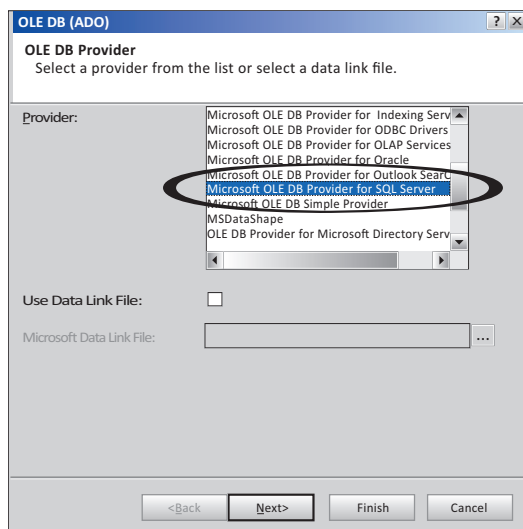 OLE DB (ADO)
OLE DB Provider
Select a provider from the list or select a data link file.
Provider:
Microsoft OLE DB Provider for Indexing Serv
Microsoft OLE DB Provider for ODBC Drivers
Microsoft OLE DB Provider for OLAP Services
Microsoft OLE DB Provider for Oracle
Microsoft OLE DB Provider for Outlook Searc
Microsoft OLE DB Provider for SQL Server
Microsoft OLE DB Simple Provider
MSDataShape
OLE DB Provider for Microsoft Directory Serv
Use Data Link File:
Microsoft Data Link File:
...
<Back Next> Finish Cancel